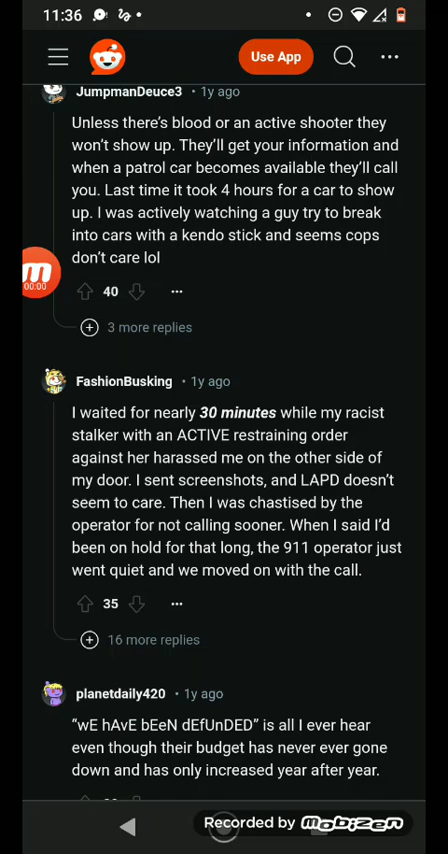 11:36
Use App
JumpmanDeuce3 • 1y ago
Unless there's blood or an active shooter they
won't show up. They'll get your information and
when a patrol car becomes available they'll call
you. Last time it took 4 hours for a car to show
up. I was actively watching a guy try to break
into cars with a kendo stick and seems cops
don't care lol
00:00
40
3 more replies
FashionBusking • 1y ago
I waited for nearly 30 minutes while my racist
stalker with an ACTIVE restraining order
against her harassed me on the other side of
my door. I sent screenshots, and LAPD doesn't
seem to care. Then I was chastised by the
operator for not calling sooner. When I said I'd
been on hold for that long, the 911 operator just
went quiet and we moved on with the call.
35
16 more replies
planetdaily420 • 1y ago
“wE hAvE bEeN dEfUnDED” is all I ever hear
even though their budget has never ever gone
down and has only increased year after year.
Recorded by mobizen